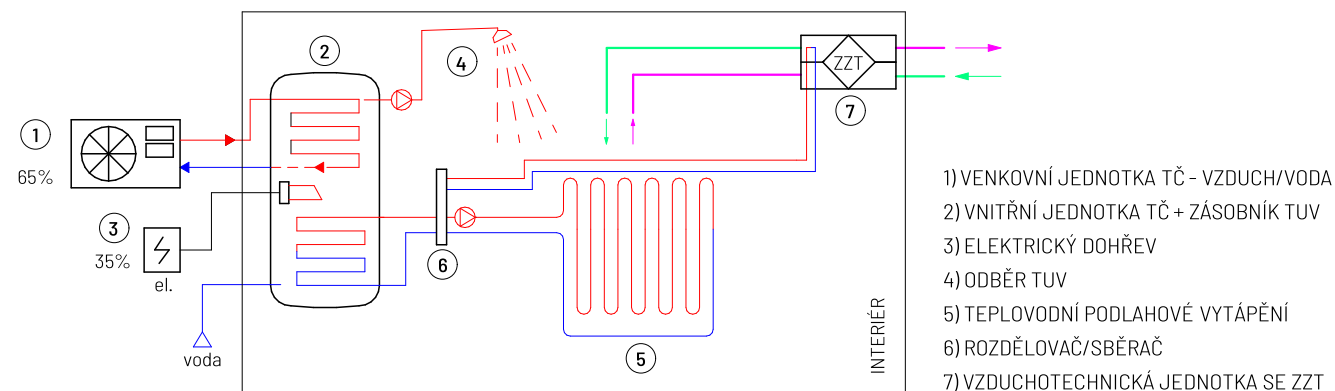 2
4
ZZT
7
1
65%
3
35%
el.
voda
6
5
INTERIÉR
1) VENKOVNÍ JEDNOTKA TČ - VZDUCH/VODA
2) VNITŘNÍ JEDNOTKA TČ + ZÁSOBNÍK TUV
3) ELEKTRICKÝ DOHŘEV
4) ODBĚR TUV
5) TEPLOVODNÍ PODLAHOVÉ VYTÁPĚNÍ
6) ROZDĚLOVAČ/SBĚRAČ
7) VZDUCHOTECHNICKÁ JEDNOTKA SE ZZT